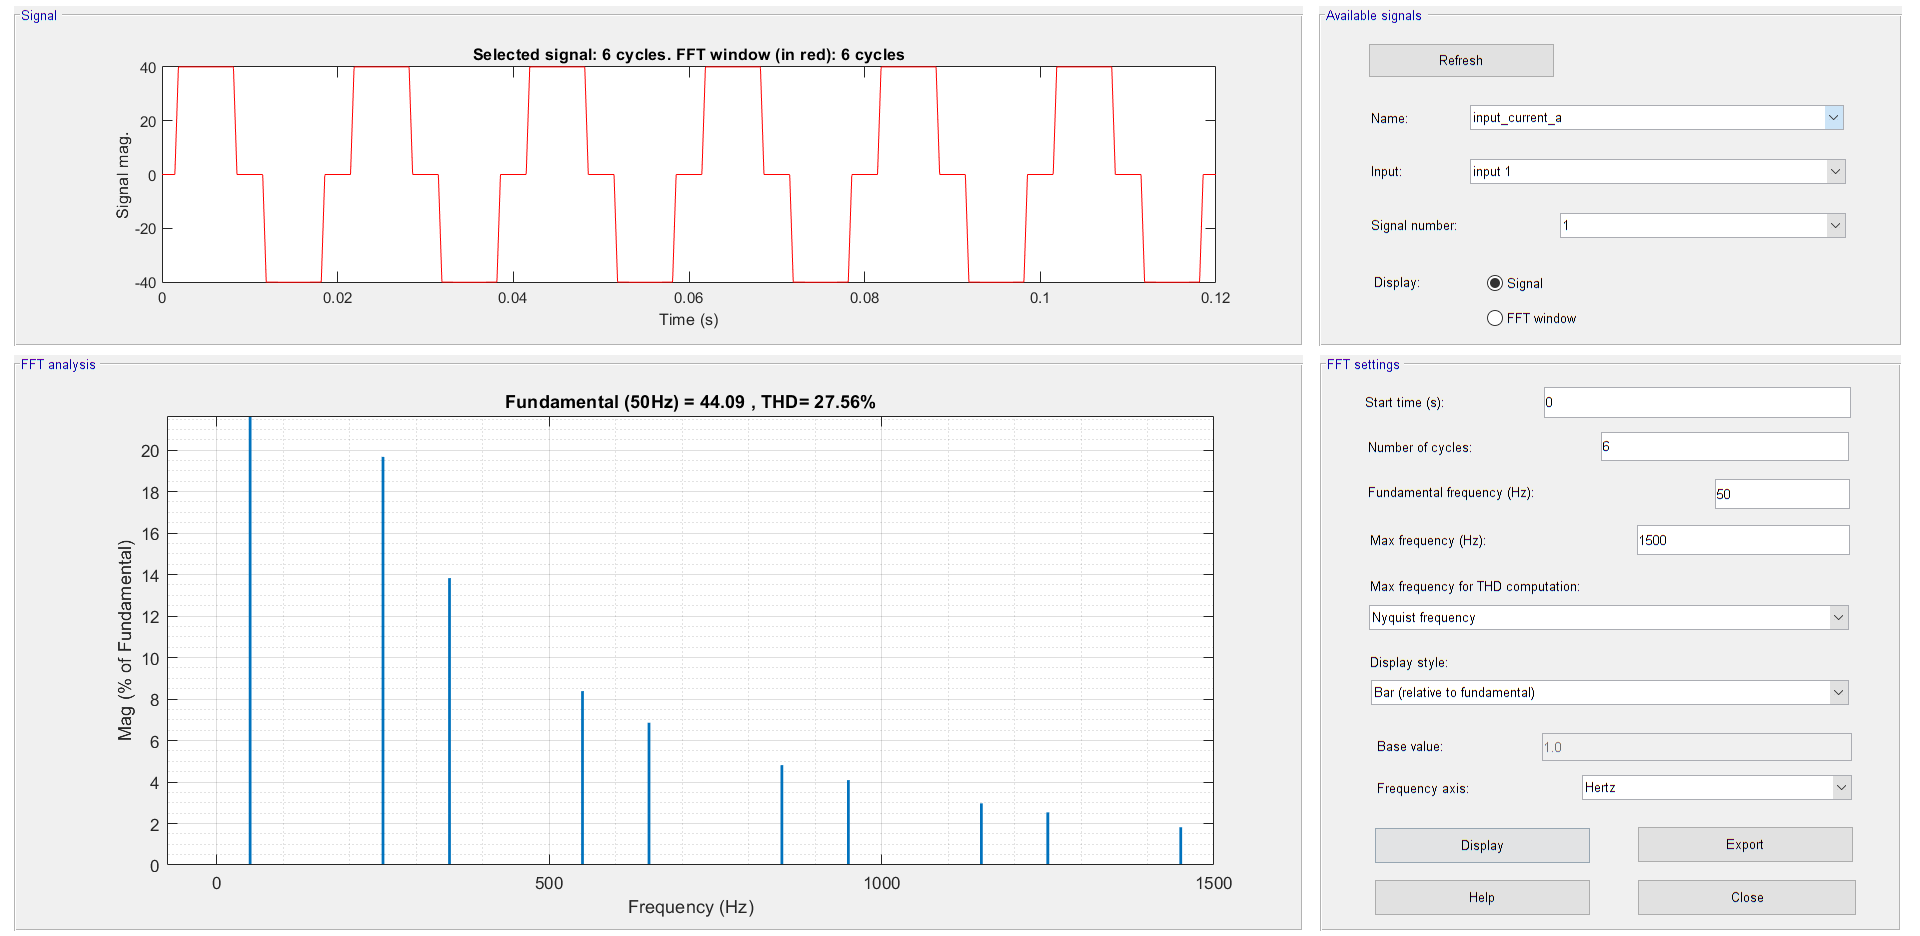 Signal
Selected signal: 6 cycles. FFT window (in red): 6 cycles
40
20
0
-20
-40
Signal mag.
0 0.02 0.04 0.06 0.08 0.1 0.12
Time (s)
Available signals
Refresh
Name: input_current_a
Input: input 1
Signal number: 1
Display: Signal
FFT window
FFT analysis
Fundamental (50Hz) = 44.09 , THD= 27.56%
20
18
16
14
12
10
8
6
4
2
0
Mag (% of Fundamental)
0 500 1000 1500
Frequency (Hz)
FFT settings
Start time (s): 0
Number of cycles: 6
Fundamental frequency (Hz): 50
Max frequency (Hz): 1500
Max frequency for THD computation:
Nyquist frequency
Display style:
Bar (relative to fundamental)
Base value: 1.0
Frequency axis: Hertz
Display Export
Help Close